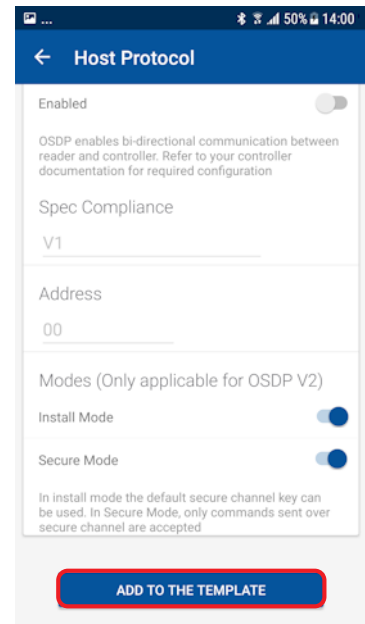 ... 50% 14:00
Host Protocol
Enabled
OSDP enables bi-directional communication between
reader and controller. Refer to your controller
documentation for required configuration
Spec Compliance
V1
Address
00
Modes (Only applicable for OSDP V2)
Install Mode
Secure Mode
In install mode the default secure channel key can
be used. In Secure Mode, only commands sent over
secure channel are accepted
ADD TO THE TEMPLATE